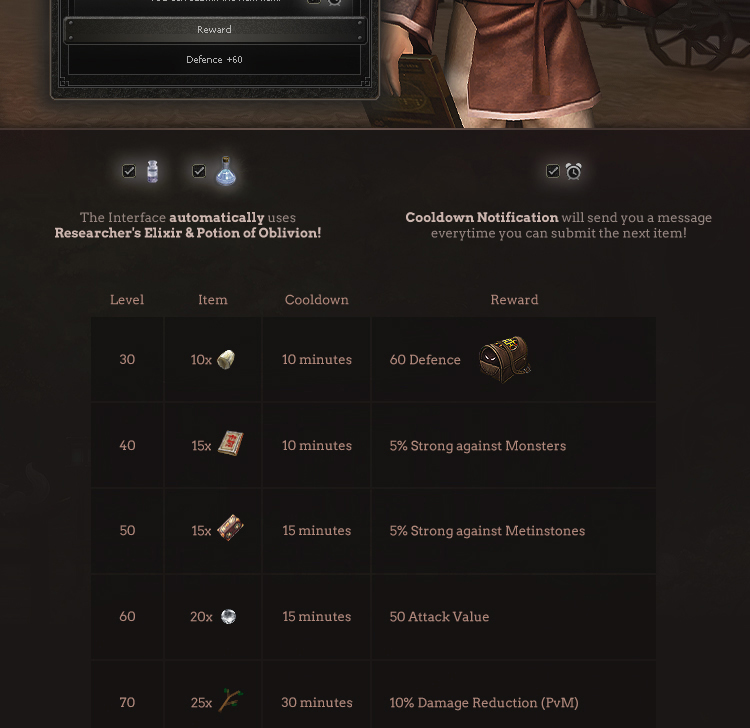 Reward
Defence +60
The Interface automatically uses
Researcher's Elixir & Potion of Oblivion!
Cooldown Notification will send you a message
everytime you can submit the next item!
Level Item Cooldown Reward
30 10x 10 minutes 60 Defence
40 15x 10 minutes 5% Strong against Monsters
50 15x 15 minutes 5% Strong against Metinstones
60 20x 15 minutes 50 Attack Value
70 25x 30 minutes 10% Damage Reduction (PvM)